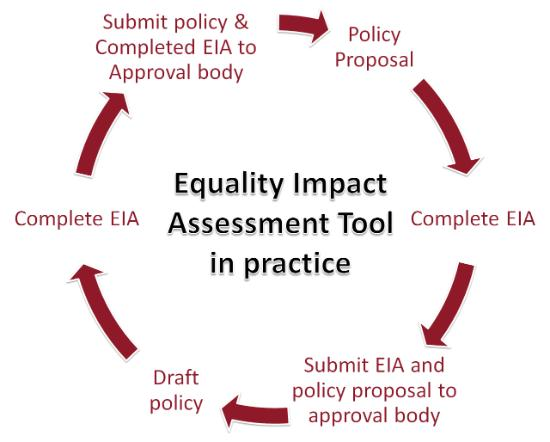 Submit policy &
Completed EIA to
Approval body
Policy
Proposal
Equality Impact
Assessment Tool
in practice
Complete EIA
Complete EIA
Submit EIA and
policy proposal to
approval body
Draft
policy